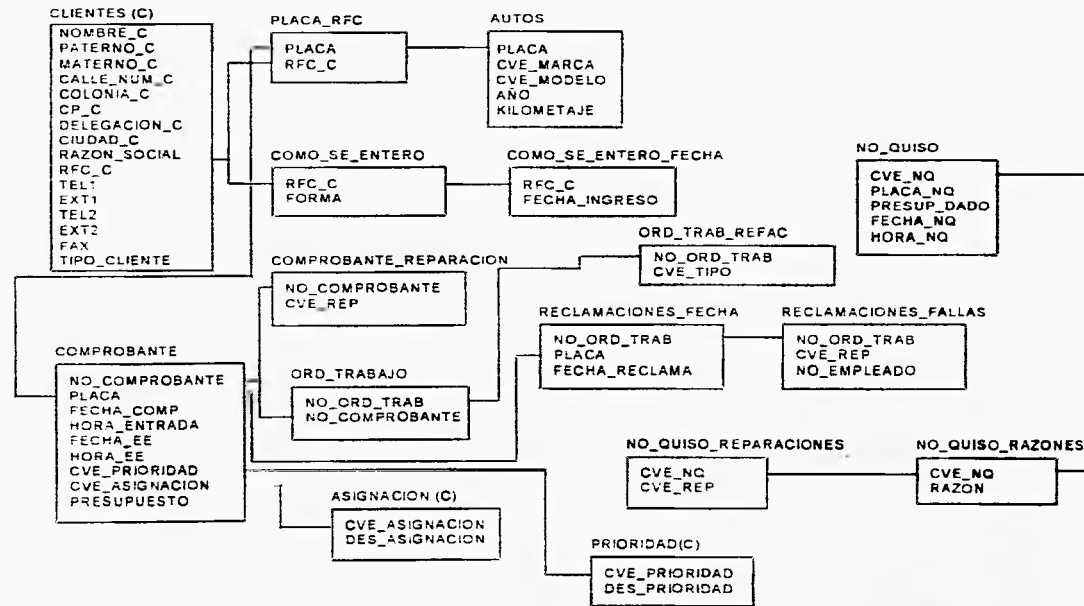 CLIENTES (C)
NOMBRE_C
PATERNO_C
MATERNO_C
CALLE_NUM_C
COLONIA_C
CP_C
DELEGACION_C
CIUDAD_C
RAZON_SOCIAL
RFC_C
TEL1
EXT1
TEL2
EXT2
FAX
TIPO_CLIENTE
PLACA_RFC
PLACA
RFC_C
AUTOS
PLACA
CVE_MARCA
CVE_MODELO
AÑO
KILOMETAJE
COMO_SE_ENTERO
RFC_C
FORMA
COMO_SE_ENTERO_FECHA
RFC_C
FECHA_INGRESO
NO_QUISO
CVE_NQ
PLACA_NQ
PRESUP_DADO
FECHA_NQ
HORA_NQ
ORD_TRAB_REFAC
NO_ORD_TRAB
CVE_TIPO
COMPROBANTE_REPARACION
NO_COMPROBANTE
CVE_REP
RECLAMACIONES_FECHA
NO_ORD_TRAB
PLACA
FECHA_RECLAMA
RECLAMACIONES_FALLAS
NO_ORD_TRAB
CVE_REP
NO_EMPLEADO
COMPROBANTE
NO_COMPROBANTE
PLACA
FECHA_COMP
HORA_ENTRADA
FECHA_EE
HORA_EE
CVE_PRIORIDAD
CVE_ASIGNACION
PRESUPUESTO
ORD_TRABAJO
NO_ORD_TRAB
NO_COMPROBANTE
NO_QUISO_REPARACIONES
CVE_NQ
CVE_REP
NO_QUISO_RAZONES
CVE_NQ
RAZON
ASIGNACION (C)
CVE_ASIGNACION
DES_ASIGNACION
PRIORIDAD(C)
CVE_PRIORIDAD
DES_PRIORIDAD